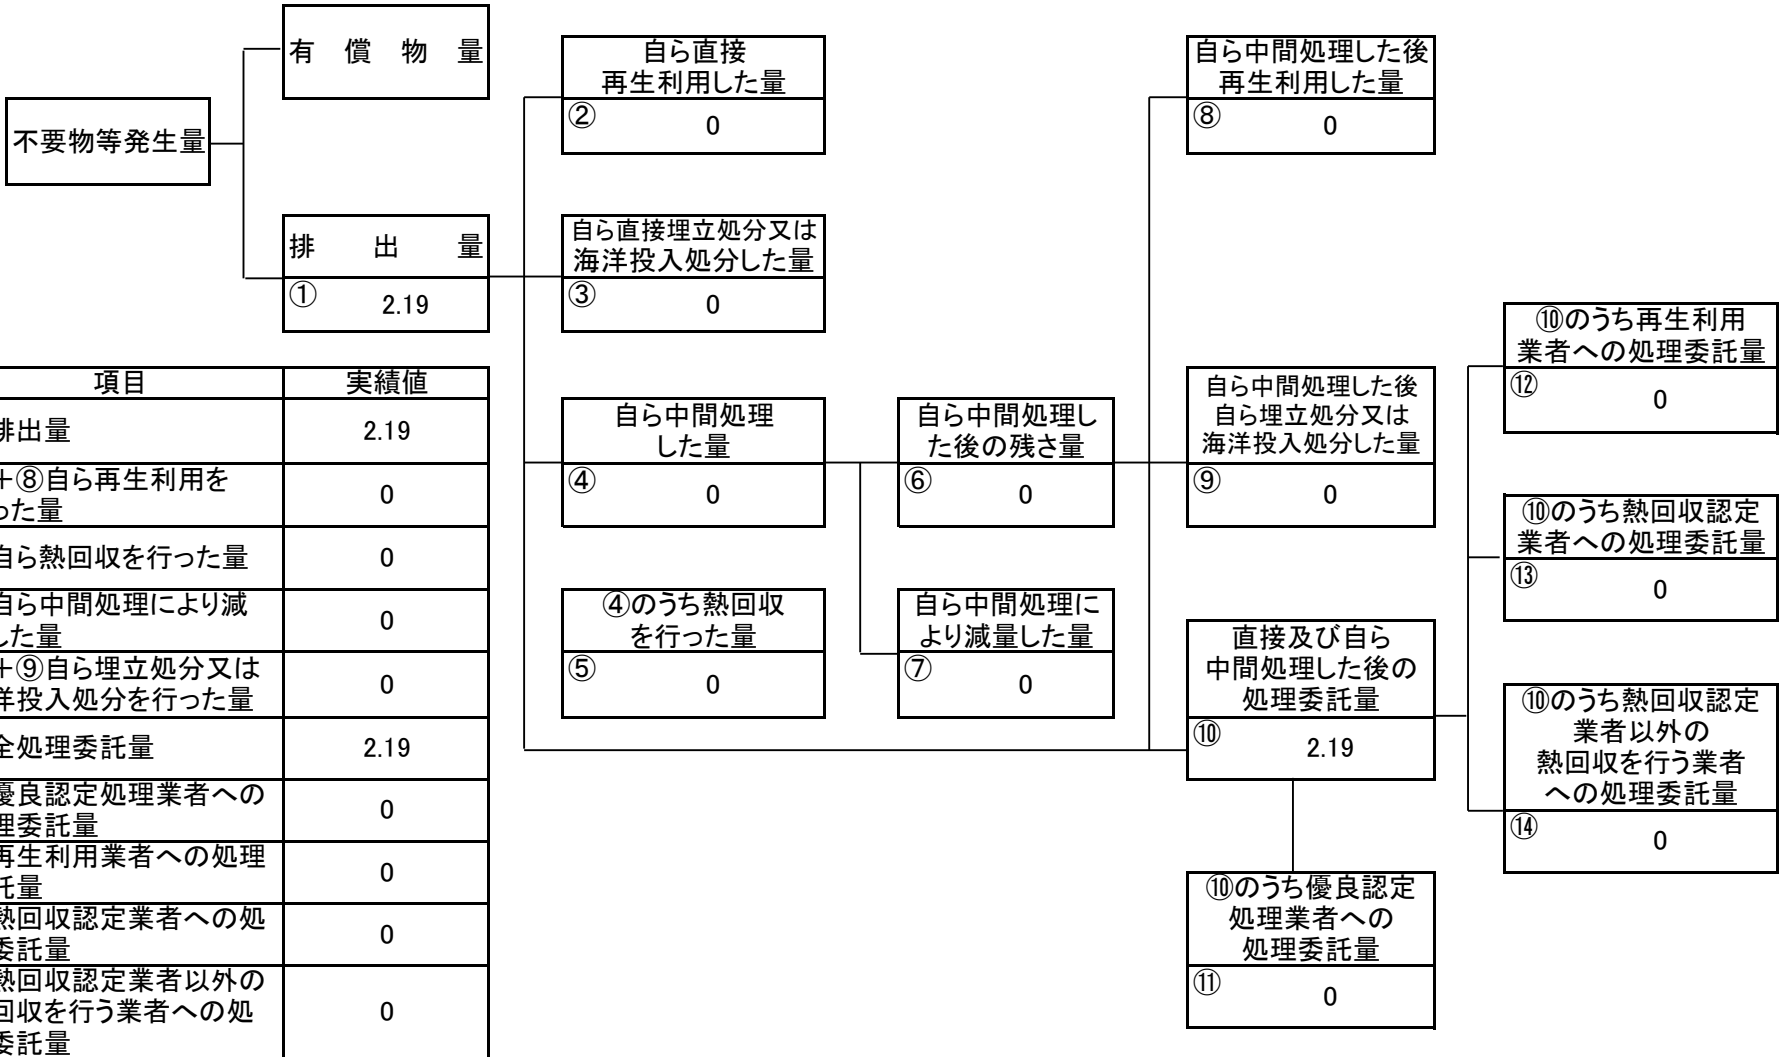 有償物量
不要物等発生量
排出量
①
2.19
自ら直接
再生利用した量
②
0
自ら直接埋立処分又は
海洋投入処分した量
③
0
自ら中間処理
した量
④
0
④のうち熱回収
を行った量
⑤
0
自ら中間処理し
た後の残さ量
⑥
0
自ら中間処理に
より減量した量
⑦
0
自ら中間処理した後
再生利用した量
⑧
0
自ら中間処理した後
自ら埋立処分又は
海洋投入処分した量
⑨
0
直接及び自ら
中間処理した後の
処理委託量
⑩
2.19
⑩のうち優良認定
処理業者への
処理委託量
⑪
0
⑩のうち再生利用
業者への処理委託量
⑫
0
⑩のうち熱回収認定
業者への処理委託量
⑬
0
⑩のうち熱回収認定
業者以外の
熱回収を行う業者
への処理委託量
⑭
0
項目 実績値
排出量 2.19
+⑧自ら再生利用を
った量
0
自ら熱回収を行った量 0
自ら中間処理により減
した量
0
+⑨自ら埋立処分又は
洋投入処分を行った量
0
全処理委託量 2.19
優良認定処理業者への
理委託量
0
再生利用業者への処理
託量
0
熱回収認定業者への処
委託量
0
熱回収認定業者以外の
回収を行う業者への処
委託量
0